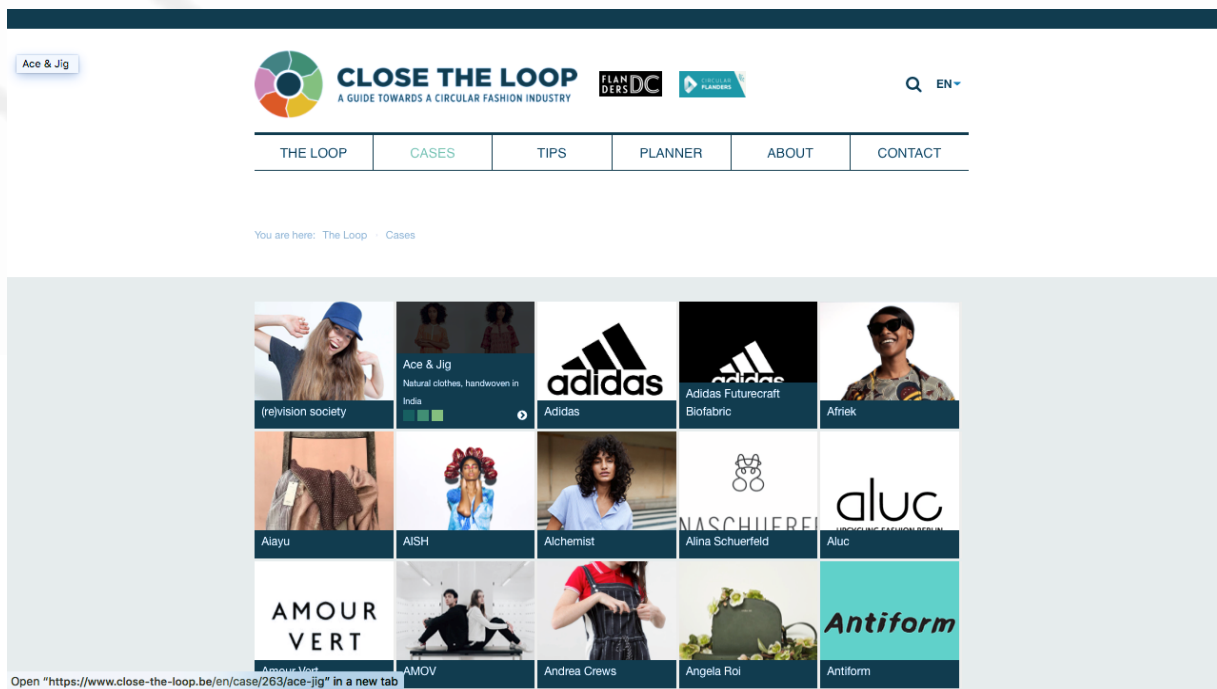 Ace & Jig
CLOSE THE LOOP
A GUIDE TOWARDS A CIRCULAR FASHION INDUSTRY
FLAN
DERS DC
CIRCULAR
FLANDERS
EN
THE LOOP
CASES
TIPS
PLANNER
ABOUT
CONTACT
You are here: The Loop · Cases
(re)vision society
Ace & Jig
Natural clothes, handwoven in
India
adidas
Adidas
adidas
Adidas Futurecraft
Biofabric
Afriek
Aiayu
AISH
Alchemist
NASCHUERFE
Alina Schuerfeld
aluc
UPCYCLING FASHION BERLIN
Aluc
AMOUR
VERT
Amour Vert
AMOV
Andrea Crews
Angela Roi
Antiform
Antiform
Open "https://www.close-the-loop.be/en/case/263/ace-jig" in a new tab